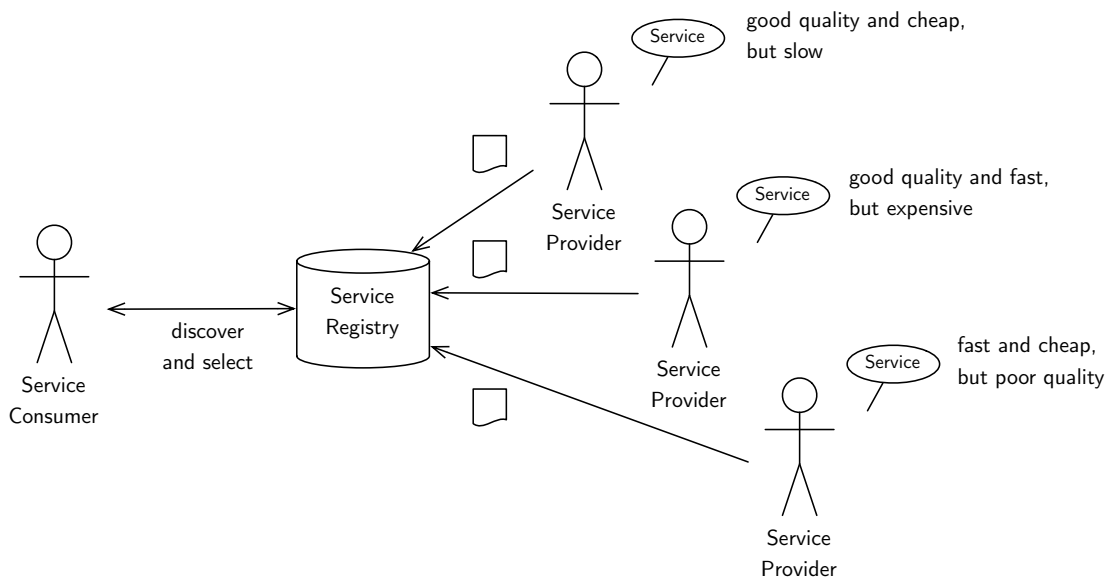 Service
good quality and cheap,
but slow
Service
Provider
Service
good quality and fast,
but expensive
Service
Provider
Service
fast and cheap,
but poor quality
Service
Provider
Service
Registry
discover
and select
Service
Consumer